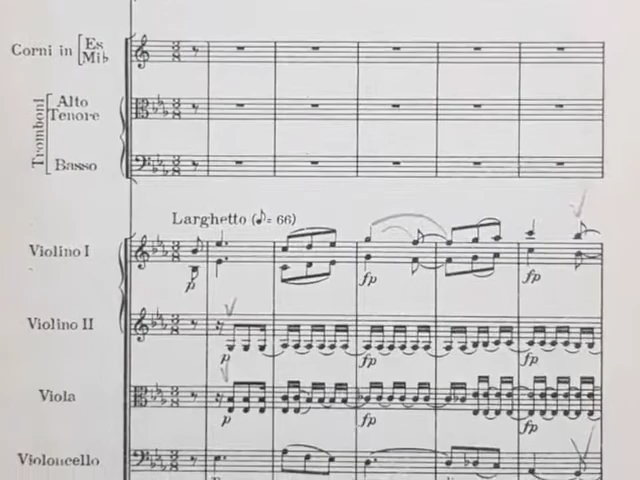 Corni in [Es
Mi♭
Tromboni
Alto
Tenore
Basso
Larghetto (♪= 66)
Violino I
p
fp
fp
Violino II
p
fp
fp
Viola
p
fp
fp
Violoncello